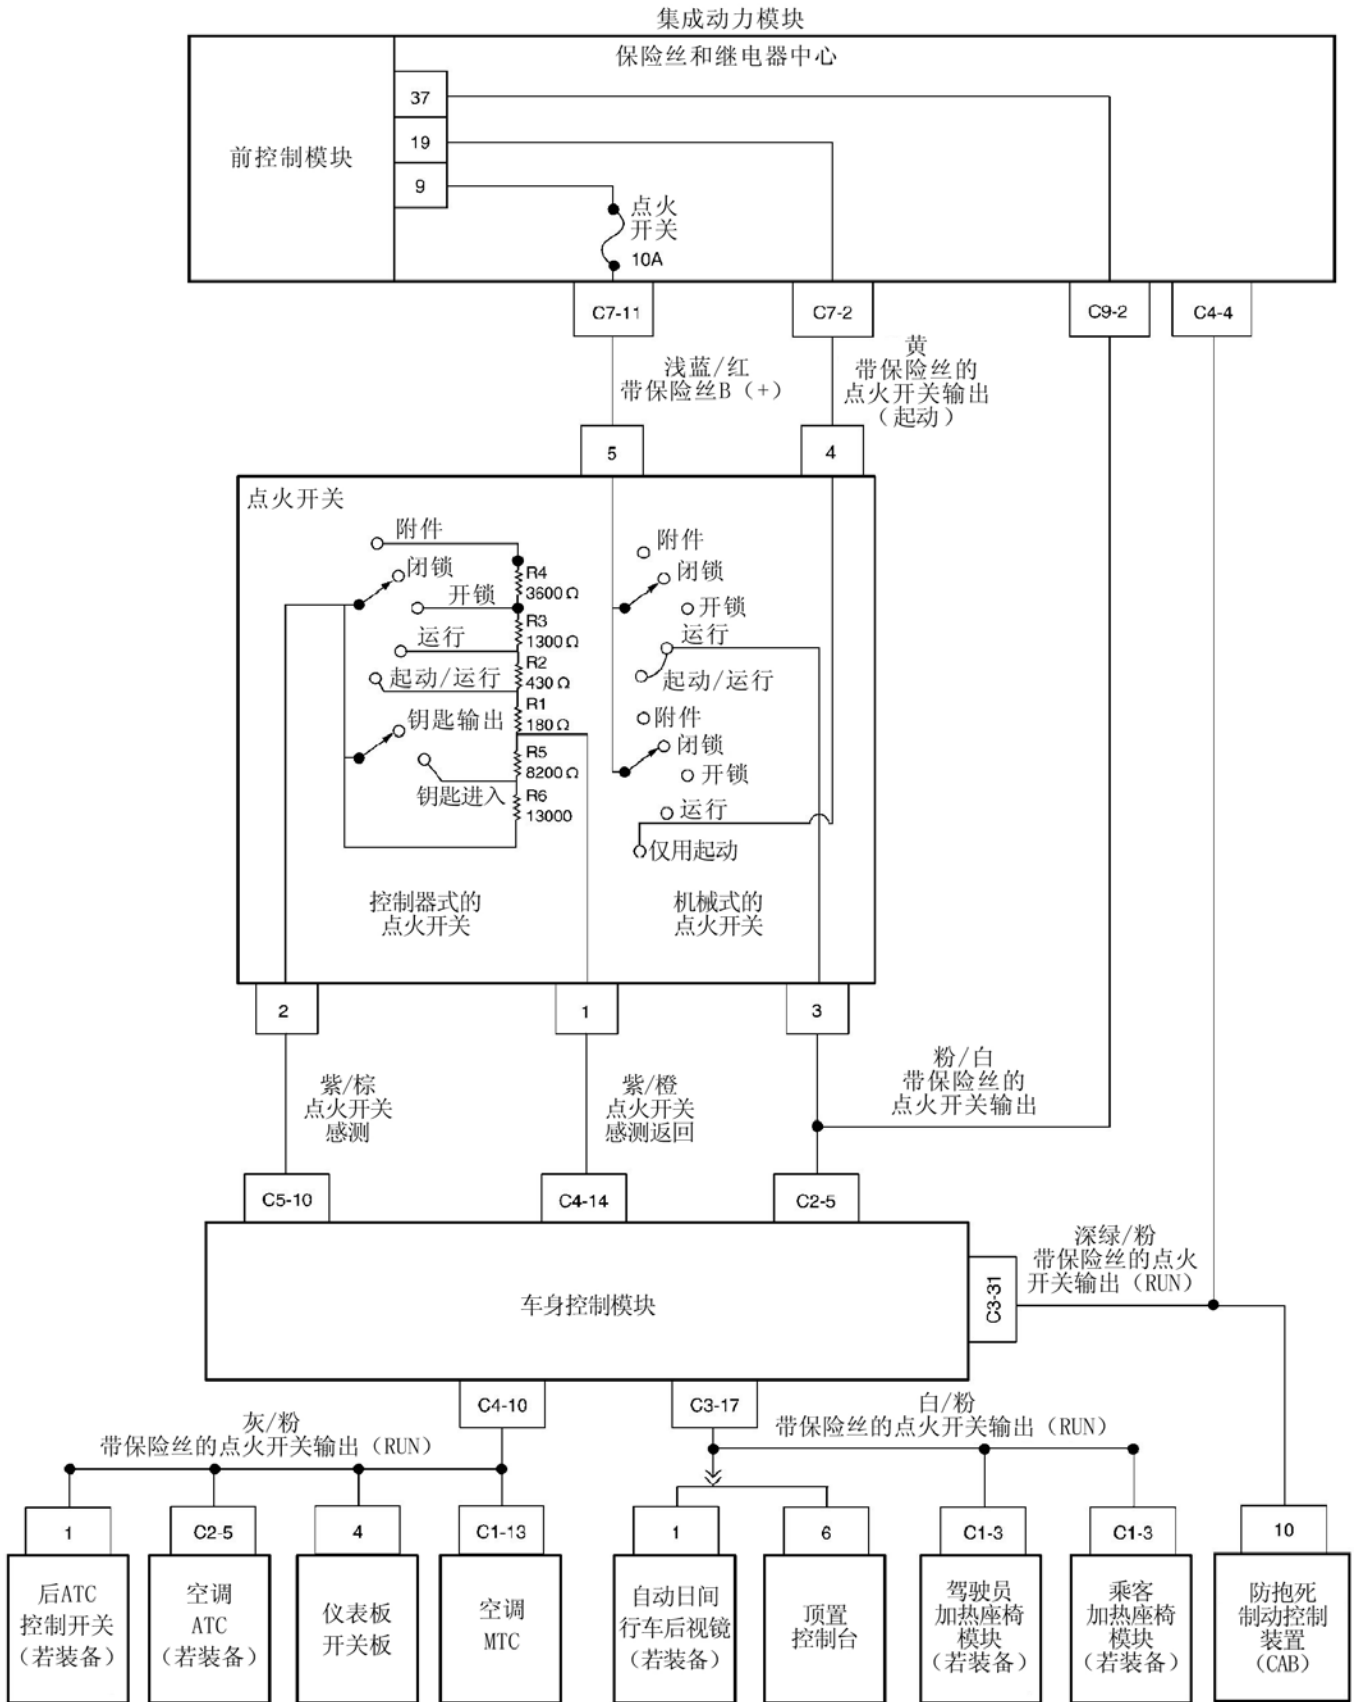 集成动力模块
保险丝和继电器中心
37
19
9
前控制模块
点火
开关
10A
C7-11
C7-2
C9-2
C4-4
浅蓝/红
带保险丝B（+）
黄
带保险丝的
点火开关输出
（起动）
5
4
点火开关
附件
闭锁
开锁
运行
起动/运行
钥匙输出
钥匙进入
R4
3600Ω
R3
1300Ω
R2
430Ω
R1
180Ω
R5
8200Ω
R6
13000
附件
闭锁
开锁
运行
起动/运行
附件
闭锁
开锁
运行
仅用起动
控制器式的
点火开关
机械式的
点火开关
2
1
3
紫/棕
点火开关
感测
紫/橙
点火开关
感测返回
粉/白
带保险丝的
点火开关输出
C5-10
C4-14
C2-5
车身控制模块
C3-31
深绿/粉
带保险丝的点火
开关输出（RUN）
C4-10
C3-17
灰/粉
带保险丝的点火开关输出（RUN）
白/粉
带保险丝的点火开关输出（RUN）
1
C2-5
4
C1-13
1
6
C1-3
C1-3
10
后ATC
控制开关
（若装备）
空调
ATC
（若装备）
仪表板
开关板
空调
MTC
自动日间
行车后视镜
（若装备）
顶置
控制台
驾驶员
加热座椅
模块
（若装备）
乘客
加热座椅
模块
（若装备）
防抱死
制动控制
装置
（CAB）